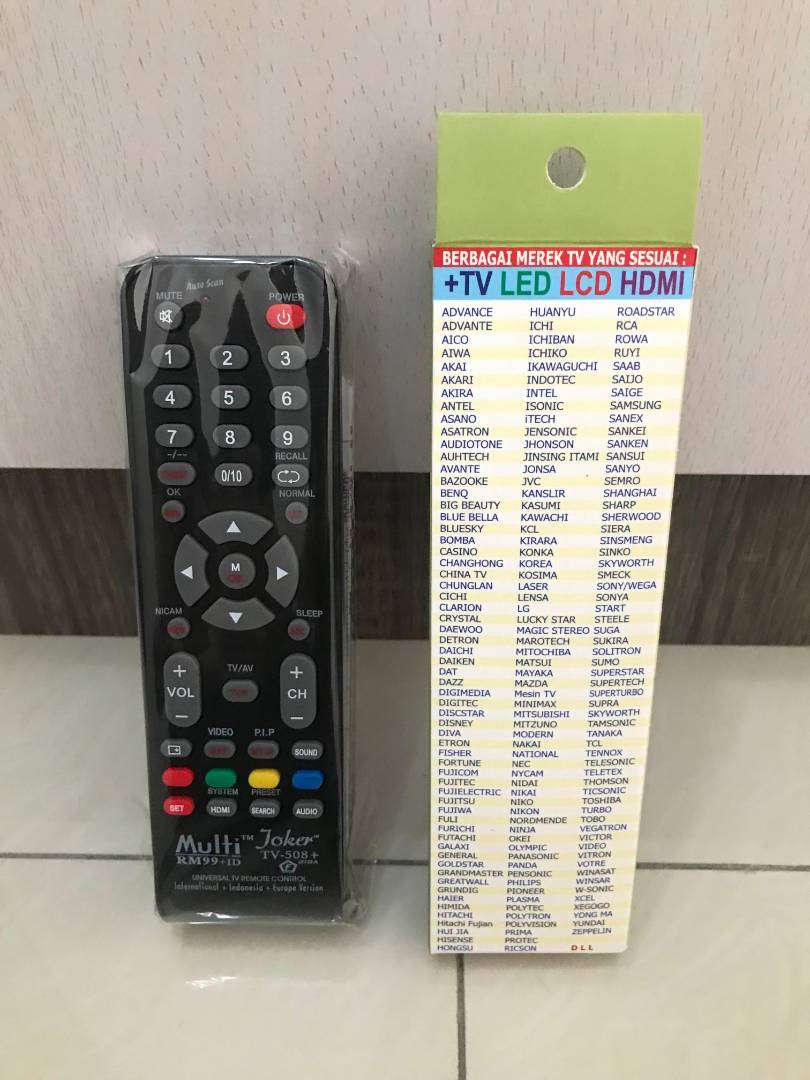 Auto Scan
MUTE POWER
1 2 3
4 5 6
7 8 9
-/-- RECALL
0/10
OK NORMAL
M
OK
NICAM SLEEP
+ TV/AV +
VOL CH
− −
VIDEO P.I.P
SOUND
SYSTEM PRESET
SET HDMI SEARCH AUDIO
Multi™ Joker™
RM99+ID TV-508+
UNIVERSAL TV REMOTE CONTROL
International + Indonesia + Europe Version
BERBAGAI MEREK TV YANG SESUAI :
+TV LED LCD HDMI
ADVANCE HUANYU ROADSTAR
ADVANTE ICHI RCA
AICO ICHIBAN ROWA
AIWA ICHIKO RUYI
AKAI IKAWAGUCHI SAAB
AKARI INDOTEC SAIJO
AKIRA INTEL SAIGE
ANTEL ISONIC SAMSUNG
ASANO iTECH SANEX
ASATRON JENSONIC SANKEI
AUDIOTONE JHONSON SANKEN
AUHTECH JINSING ITAMI SANSUI
AVANTE JONSA SANYO
BAZOOKE JVC SEMRO
BENQ KANSLIR SHANGHAI
BIG BEAUTY KASUMI SHARP
BLUE BELLA KAWACHI SHERWOOD
BLUESKY KCL SIERA
BOMBA KIRARA SINSMENG
CASINO KONKA SINKO
CHANGHONG KOREA SKYWORTH
CHINA TV KOSIMA SMECK
CHUNGLAN LASER SONY/WEGA
CICHI LENSA SONYA
CLARION LG START
CRYSTAL LUCKY STAR STEELE
DAEWOO MAGIC STEREO SUGA
DETRON MAROTECH SUKIRA
DAICHI MITOCHIBA SOLITRON
DAIKEN MATSUI SUMO
DAT MAYAKA SUPERSTAR
DAZZ MAZDA SUPERTECH
DIGIMEDIA Mesin TV SUPERTURBO
DIGITEC MINIMAX SUPRA
DISCSTAR MITSUBISHI SKYWORTH
DISNEY MITZUNO TAMSONIC
DIVA MODERN TANAKA
ETRON NAKAI TCL
FISHER NATIONAL TENNOX
FORTUNE NEC TELESONIC
FUJICOM NYCAM TELETEX
FUJITEC NIDAI THOMSON
FUJIELECTRIC NIKAI TICSONIC
FUJITSU NIKO TOSHIBA
FUJIWA NIKON TURBO
FULI NORDMENDE TOBO
FURICHI NINJA VEGATRON
FUTACHI OKEI VICTOR
GALAXI OLYMPIC VIDEO
GENERAL PANASONIC VITRON
GOLDSTAR PANDA VOTRE
GRANDMASTER PENSONIC WINASAT
GREATWALL PHILIPS WINSAR
GRUNDIG PIONEER W-SONIC
HAIER PLASMA XCEL
HIMIDA POLYTEC XEGOGO
HITACHI POLYTRON YONG MA
Hitachi Fujian POLYVISION YUNDAI
HUI JIA PRIMA ZEPPELIN
HISENSE PROTEC
HONGSU RICSON D L L